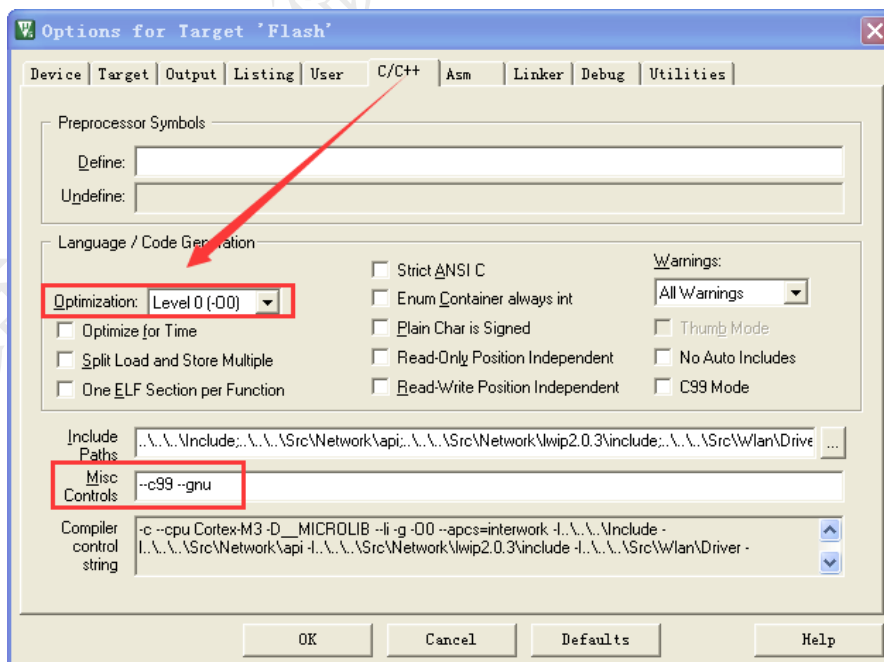 Options for Target 'Flash'
Device Target Output Listing User C/C++ Asm Linker Debug Utilities
Preprocessor Symbols
Define:
Undefine:
Language / Code Generation
Optimization: Level 0 (-O0)
Optimize for Time
Split Load and Store Multiple
One ELF Section per Function
Strict ANSI C
Enum Container always int
Plain Char is Signed
Read-Only Position Independent
Read-Write Position Independent
Warnings:
All Warnings
Thumb Mode
No Auto Includes
C99 Mode
Include Paths
..\..\..\Include;..\..\..\Src\Network\api;..\..\..\Src\Network\lwip2.0.3\include;..\..\..\Src\Wlan\Drive
...
Misc Controls
--c99 --gnu
Compiler control string
-c --cpu Cortex-M3 -D__MICROLIB --li -g -O0 --apcs=interwork -I..\..\..\Include -
I..\..\..\Src\Network\api -I..\..\..\Src\Network\lwip2.0.3\include -I..\..\..\Src\Wlan\Driver -
OK Cancel Defaults Help